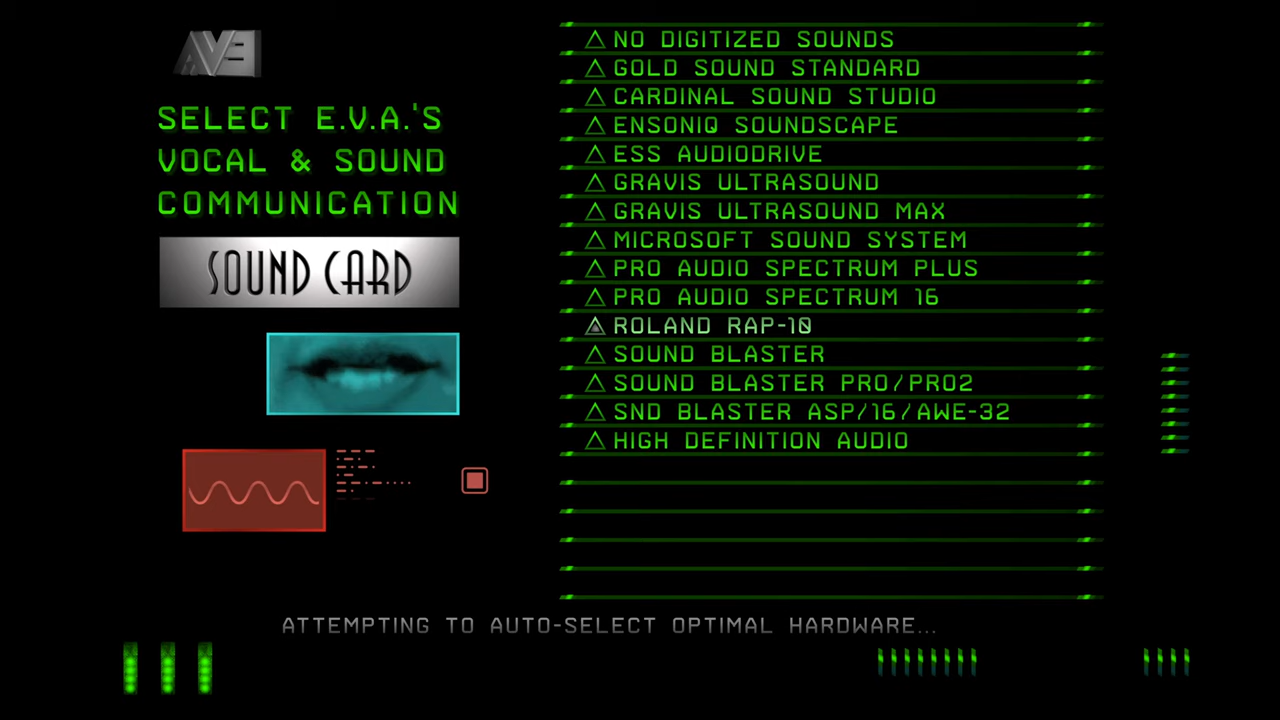 SELECT E.V.A.'S
VOCAL & SOUND
COMMUNICATION
SOUND CARD
NO DIGITIZED SOUNDS
GOLD SOUND STANDARD
CARDINAL SOUND STUDIO
ENSONIQ SOUNDSCAPE
ESS AUDIODRIVE
GRAVIS ULTRASOUND
GRAVIS ULTRASOUND MAX
MICROSOFT SOUND SYSTEM
PRO AUDIO SPECTRUM PLUS
PRO AUDIO SPECTRUM 16
ROLAND RAP-10
SOUND BLASTER
SOUND BLASTER PRO/PRO2
SND BLASTER ASP/16/AWE-32
HIGH DEFINITION AUDIO
ATTEMPTING TO AUTO-SELECT OPTIMAL HARDWARE...